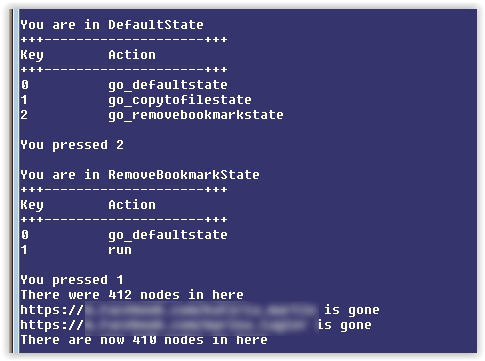 You are in DefaultState
+++--------------------+++
Key Action
+++--------------------+++
0 go_defaultstate
1 go_copytofilestate
2 go_removebookmarkstate
You pressed 2
You are in RemoveBookmarkState
+++--------------------+++
Key Action
+++--------------------+++
0 go_defaultstate
1 run
You pressed 1
There were 412 nodes in here
https:// is gone
https:// is gone
There are now 410 nodes in here